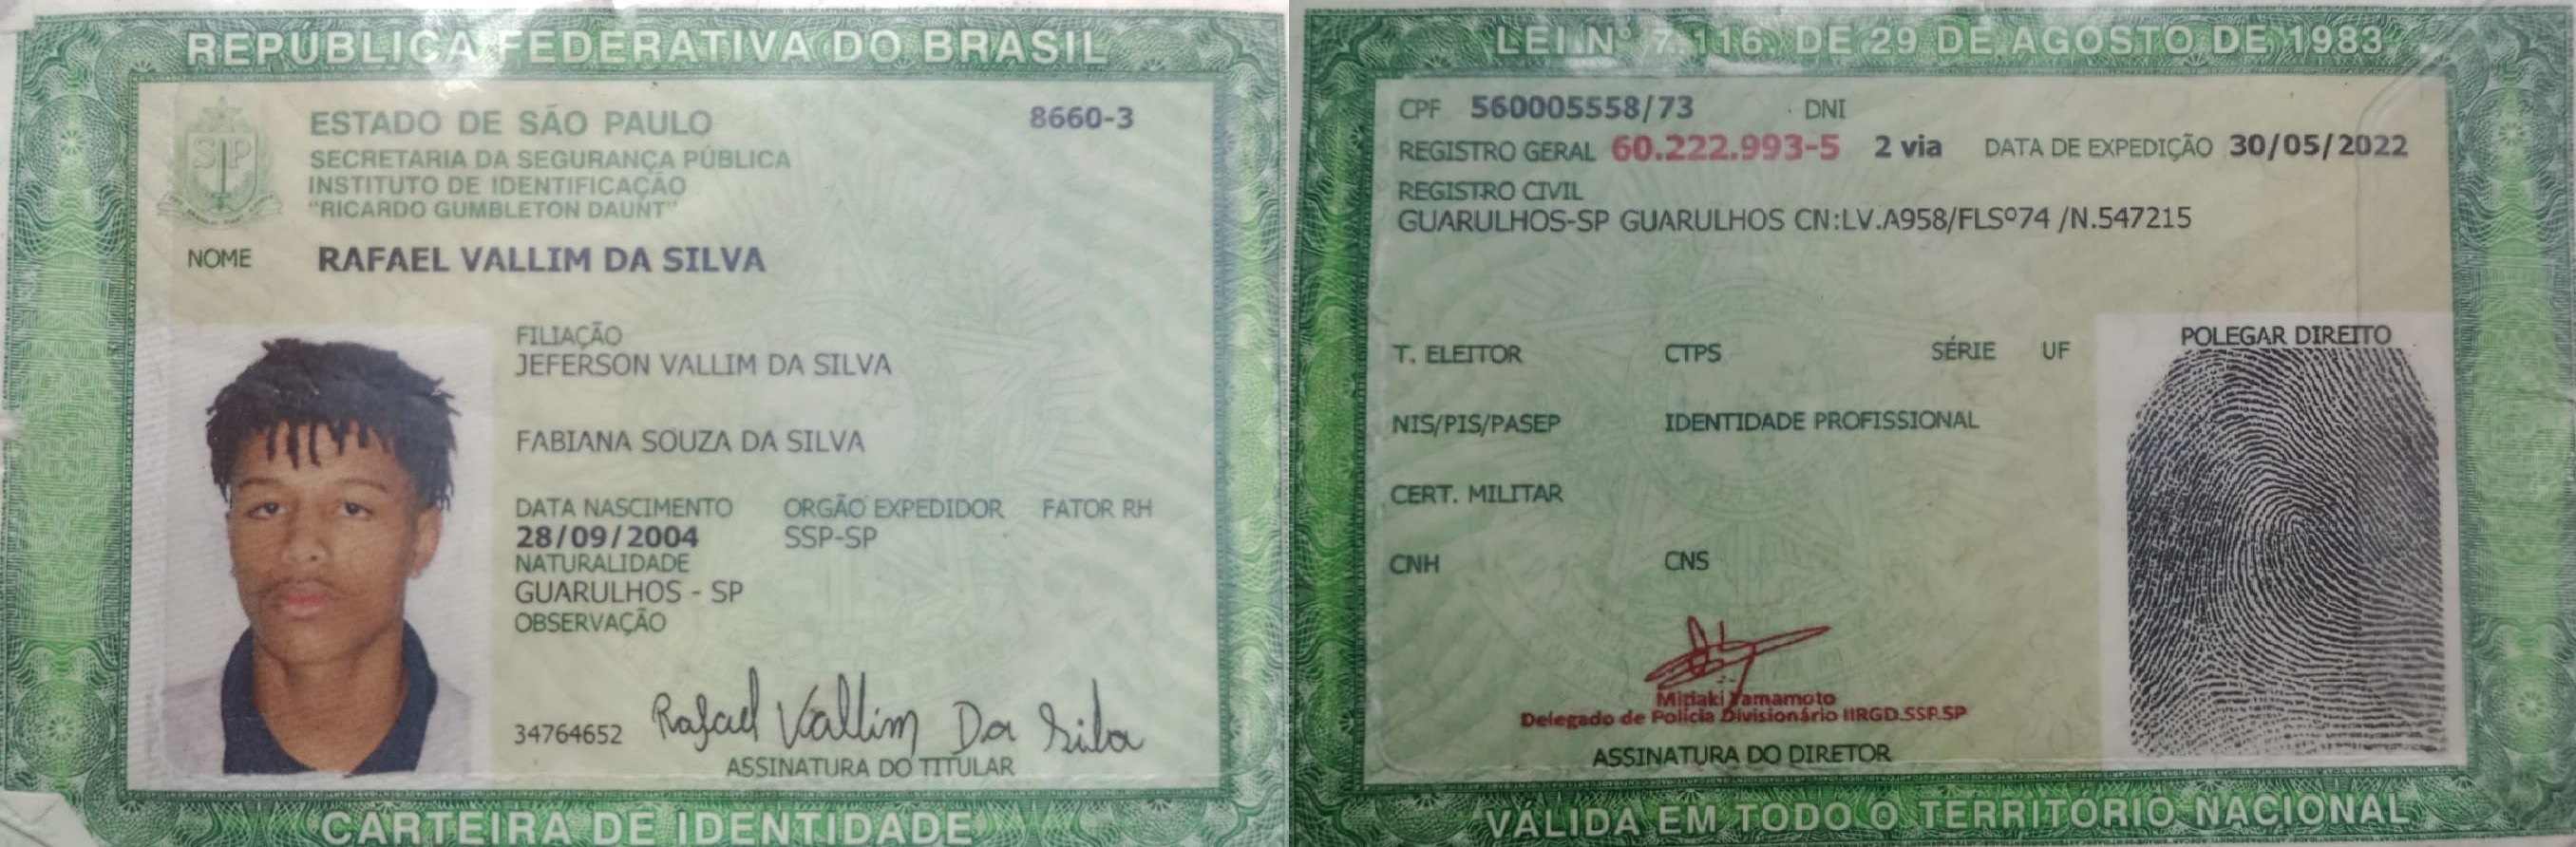 REPÚBLICA FEDERATIVA DO BRASIL
ESTADO DE SÃO PAULO
8660-3
SECRETARIA DA SEGURANÇA PÚBLICA
INSTITUTO DE IDENTIFICAÇÃO
"RICARDO GUMBLETON DAUNT"
SP
NOME RAFAEL VALLIM DA SILVA
FILIAÇÃO
JEFERSON VALLIM DA SILVA
FABIANA SOUZA DA SILVA
DATA NASCIMENTO ORGÃO EXPEDIDOR FATOR RH
28/09/2004 SSP-SP
NATURALIDADE
GUARULHOS - SP
OBSERVAÇÃO
34764652 Rafael Vallim Da Silva
ASSINATURA DO TITULAR
CARTEIRA DE IDENTIDADE
LEI Nº 7.116, DE 29 DE AGOSTO DE 1983
CPF 560005558/73 DNI
REGISTRO GERAL 60.222.993-5 2 via DATA DE EXPEDIÇÃO 30/05/2022
REGISTRO CIVIL
GUARULHOS-SP GUARULHOS CN:LV.A958/FLSº74 /N.547215
POLEGAR DIREITO
T. ELEITOR CTPS SÉRIE UF
NIS/PIS/PASEP IDENTIDADE PROFISSIONAL
CERT. MILITAR
CNH CNS
Mitiaki Yamamoto
Delegado de Polícia Divisionário IIRGD.SSP.SP
ASSINATURA DO DIRETOR
VÁLIDA EM TODO O TERRITÓRIO NACIONAL